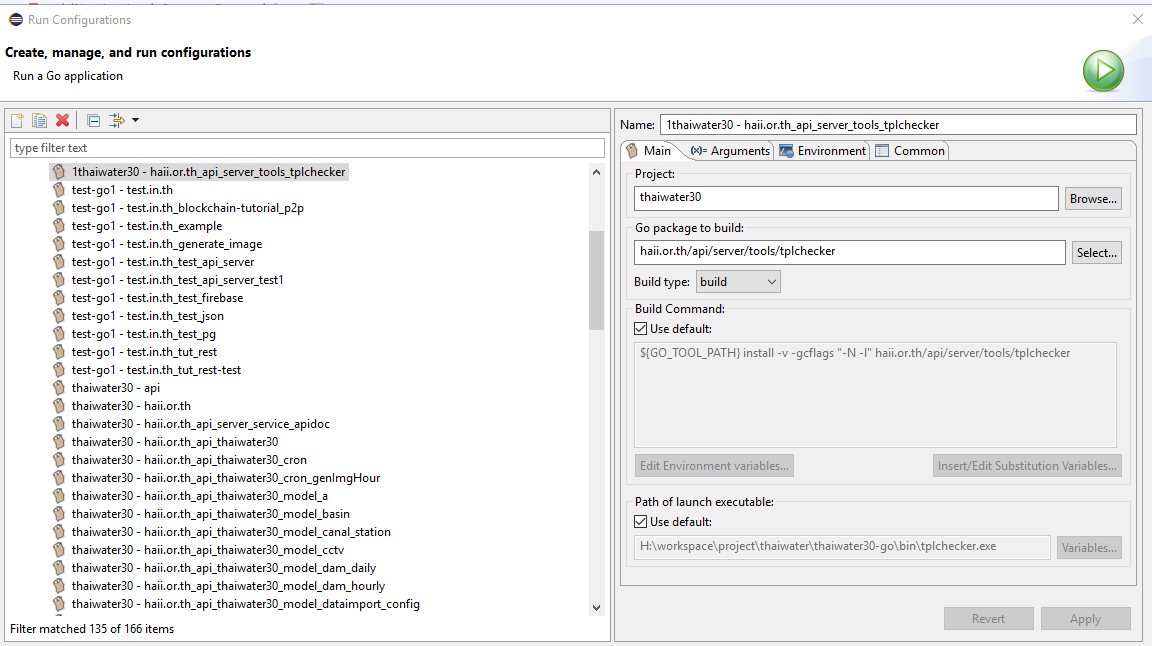 Run Configurations
Create, manage, and run configurations
Run a Go application
type filter text
1thaiwater30 - haii.or.th_api_server_tools_tplchecker
test-go1 - test.in.th
test-go1 - test.in.th_blockchain-tutorial_p2p
test-go1 - test.in.th_example
test-go1 - test.in.th_generate_image
test-go1 - test.in.th_test_api_server
test-go1 - test.in.th_test_api_server_test1
test-go1 - test.in.th_test_firebase
test-go1 - test.in.th_test_json
test-go1 - test.in.th_test_pg
test-go1 - test.in.th_tut_rest
test-go1 - test.in.th_tut_rest-test
thaiwater30 - api
thaiwater30 - haii.or.th
thaiwater30 - haii.or.th_api_server_service_apidoc
thaiwater30 - haii.or.th_api_thaiwater30
thaiwater30 - haii.or.th_api_thaiwater30_cron
thaiwater30 - haii.or.th_api_thaiwater30_cron_genImgHour
thaiwater30 - haii.or.th_api_thaiwater30_model_a
thaiwater30 - haii.or.th_api_thaiwater30_model_basin
thaiwater30 - haii.or.th_api_thaiwater30_model_canal_station
thaiwater30 - haii.or.th_api_thaiwater30_model_cctv
thaiwater30 - haii.or.th_api_thaiwater30_model_dam_daily
thaiwater30 - haii.or.th_api_thaiwater30_model_dam_hourly
thaiwater30 - haii.or.th_api_thaiwater30_model_dataimport_config
Filter matched 135 of 166 items
Name: 1thaiwater30 - haii.or.th_api_server_tools_tplchecker
Main (x)= Arguments Environment Common
Project:
thaiwater30 Browse...
Go package to build:
haii.or.th/api/server/tools/tplchecker Select...
Build type: build
Build Command:
Use default:
${GO_TOOL_PATH} install -v -gcflags "-N -l" haii.or.th/api/server/tools/tplchecker
Edit Environment variables... Insert/Edit Substitution Variables...
Path of launch executable:
Use default:
H:\workspace\project\thaiwater\thaiwater30-go\bin\tplchecker.exe Variables...
Revert Apply